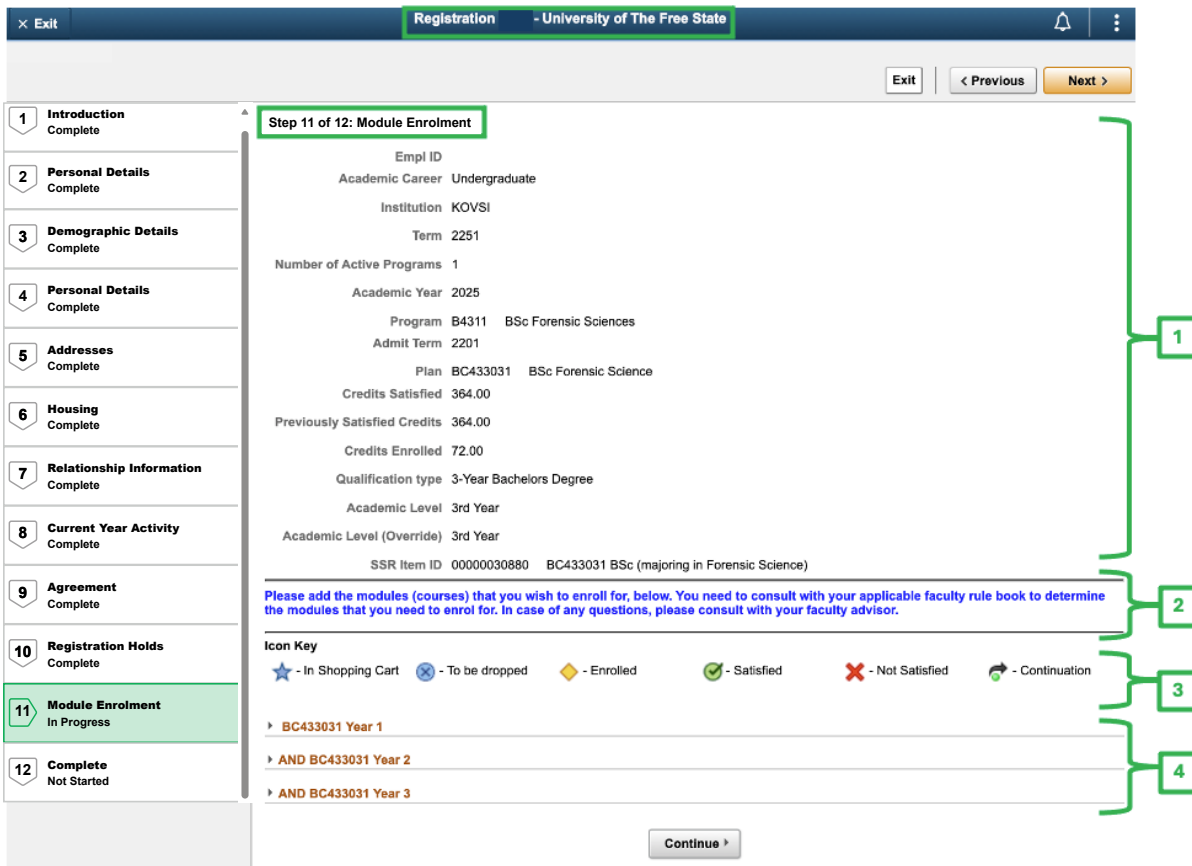 × Exit
Registration - University of The Free State
Exit
< Previous
Next >
1 Introduction
Complete
2 Personal Details
Complete
3 Demographic Details
Complete
4 Personal Details
Complete
5 Addresses
Complete
6 Housing
Complete
7 Relationship Information
Complete
8 Current Year Activity
Complete
9 Agreement
Complete
10 Registration Holds
Complete
11 Module Enrolment
In Progress
12 Complete
Not Started
Step 11 of 12: Module Enrolment
Empl ID
Academic Career Undergraduate
Institution KOVSI
Term 2251
Number of Active Programs 1
Academic Year 2025
Program B4311 BSc Forensic Sciences
Admit Term 2201
Plan BC433031 BSc Forensic Science
Credits Satisfied 364.00
Previously Satisfied Credits 364.00
Credits Enrolled 72.00
Qualification type 3-Year Bachelors Degree
Academic Level 3rd Year
Academic Level (Override) 3rd Year
SSR Item ID 00000030880 BC433031 BSc (majoring in Forensic Science)
1
Please add the modules (courses) that you wish to enroll for, below. You need to consult with your applicable faculty rule book to determine
the modules that you need to enrol for. In case of any questions, please consult with your faculty advisor.
2
Icon Key
- In Shopping Cart - To be dropped - Enrolled - Satisfied - Not Satisfied - Continuation
3
BC433031 Year 1
AND BC433031 Year 2
AND BC433031 Year 3
4
Continue